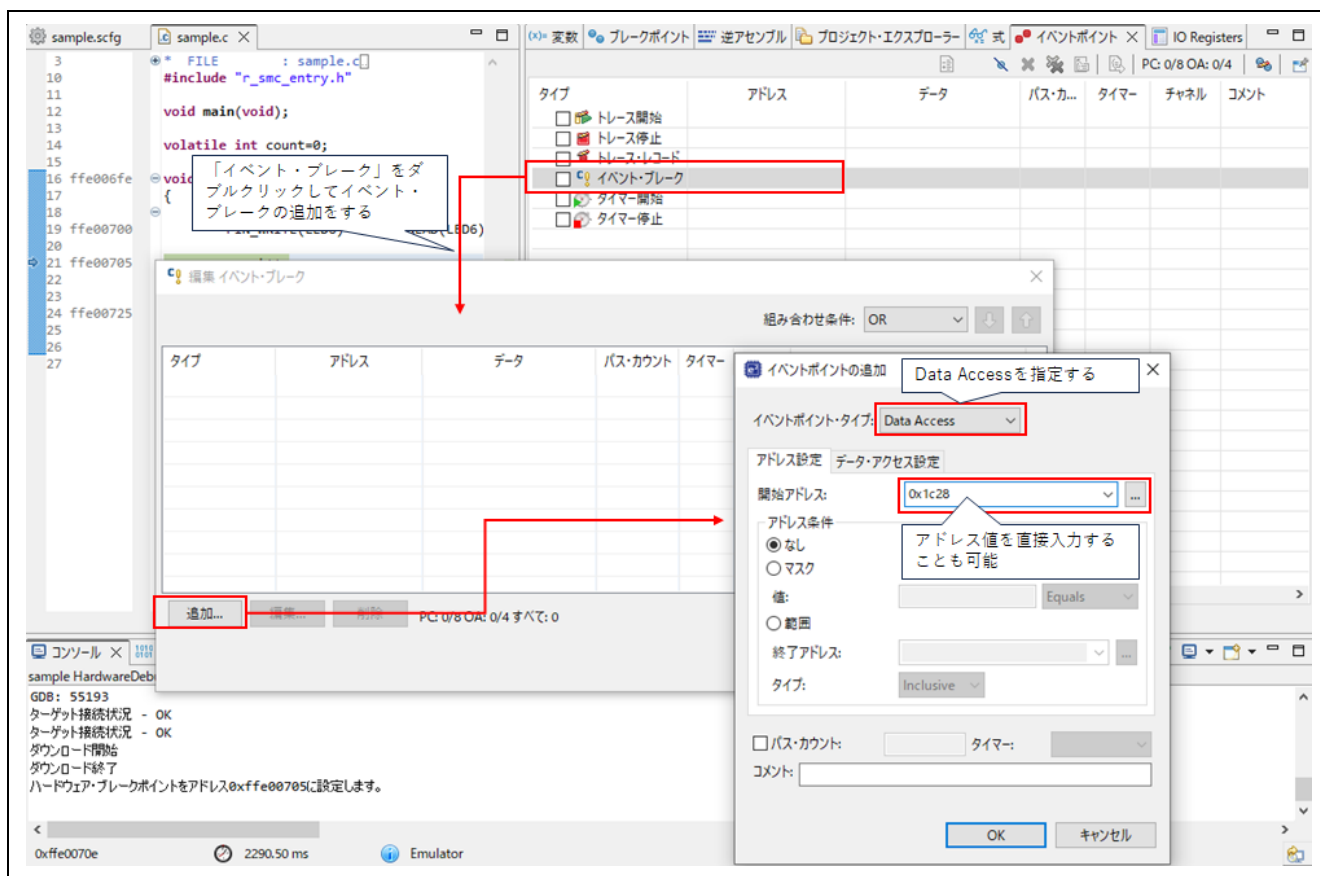 sample.scfg
sample.c
(x)= 変数
ブレークポイント
逆アセンブル
プロジェクト・エクスプローラー
式
イベントポイント
IO Registers
PC: 0/8 OA: 0/4
3 * FILE : sample.c
10 #include "r_smc_entry.h"
11
12 void main(void);
13
14 volatile int count=0;
15
16 ffe006fe
17 {
18
19 ffe00700
20
21 ffe00705
22
23
24 ffe00725
25
26
27
「イベント・ブレーク」をダ
ブルクリックしてイベント・
ブレークの追加をする
タイプ アドレス データ パス・カ... タイマー チャネル コメント
トレース開始
トレース停止
トレース・レコード
イベント・ブレーク
タイマー開始
タイマー停止
編集 イベント・ブレーク
組み合わせ条件: OR
タイプ アドレス データ パス・カウント タイマー
追加... 編集... 削除 PC: 0/8 OA: 0/4 すべて: 0
イベントポイントの追加
Data Accessを指定する
イベントポイント・タイプ: Data Access
アドレス設定 データ・アクセス設定
開始アドレス: 0x1c28 ...
アドレス値を直接入力する
ことも可能
アドレス条件
なし
マスク
値: Equals
範囲
終了アドレス: ...
タイプ: Inclusive
パス・カウント: タイマー:
コメント:
OK キャンセル
コンソール
sample HardwareDeb
GDB: 55193
ターゲット接続状況 - OK
ターゲット接続状況 - OK
ダウンロード開始
ダウンロード終了
ハードウェア・ブレークポイントをアドレス0xffe00705に設定します。
0xffe0070e 2290.50 ms Emulator